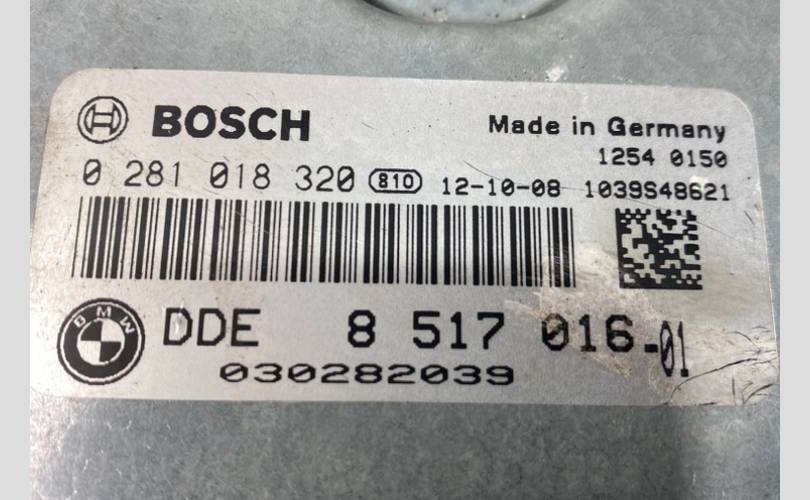 BOSCH
Made in Germany
1254 0150
0 281 018 320 810 12-10-08 1039S48621
BMW
DDE 8 517 016-01
030282039